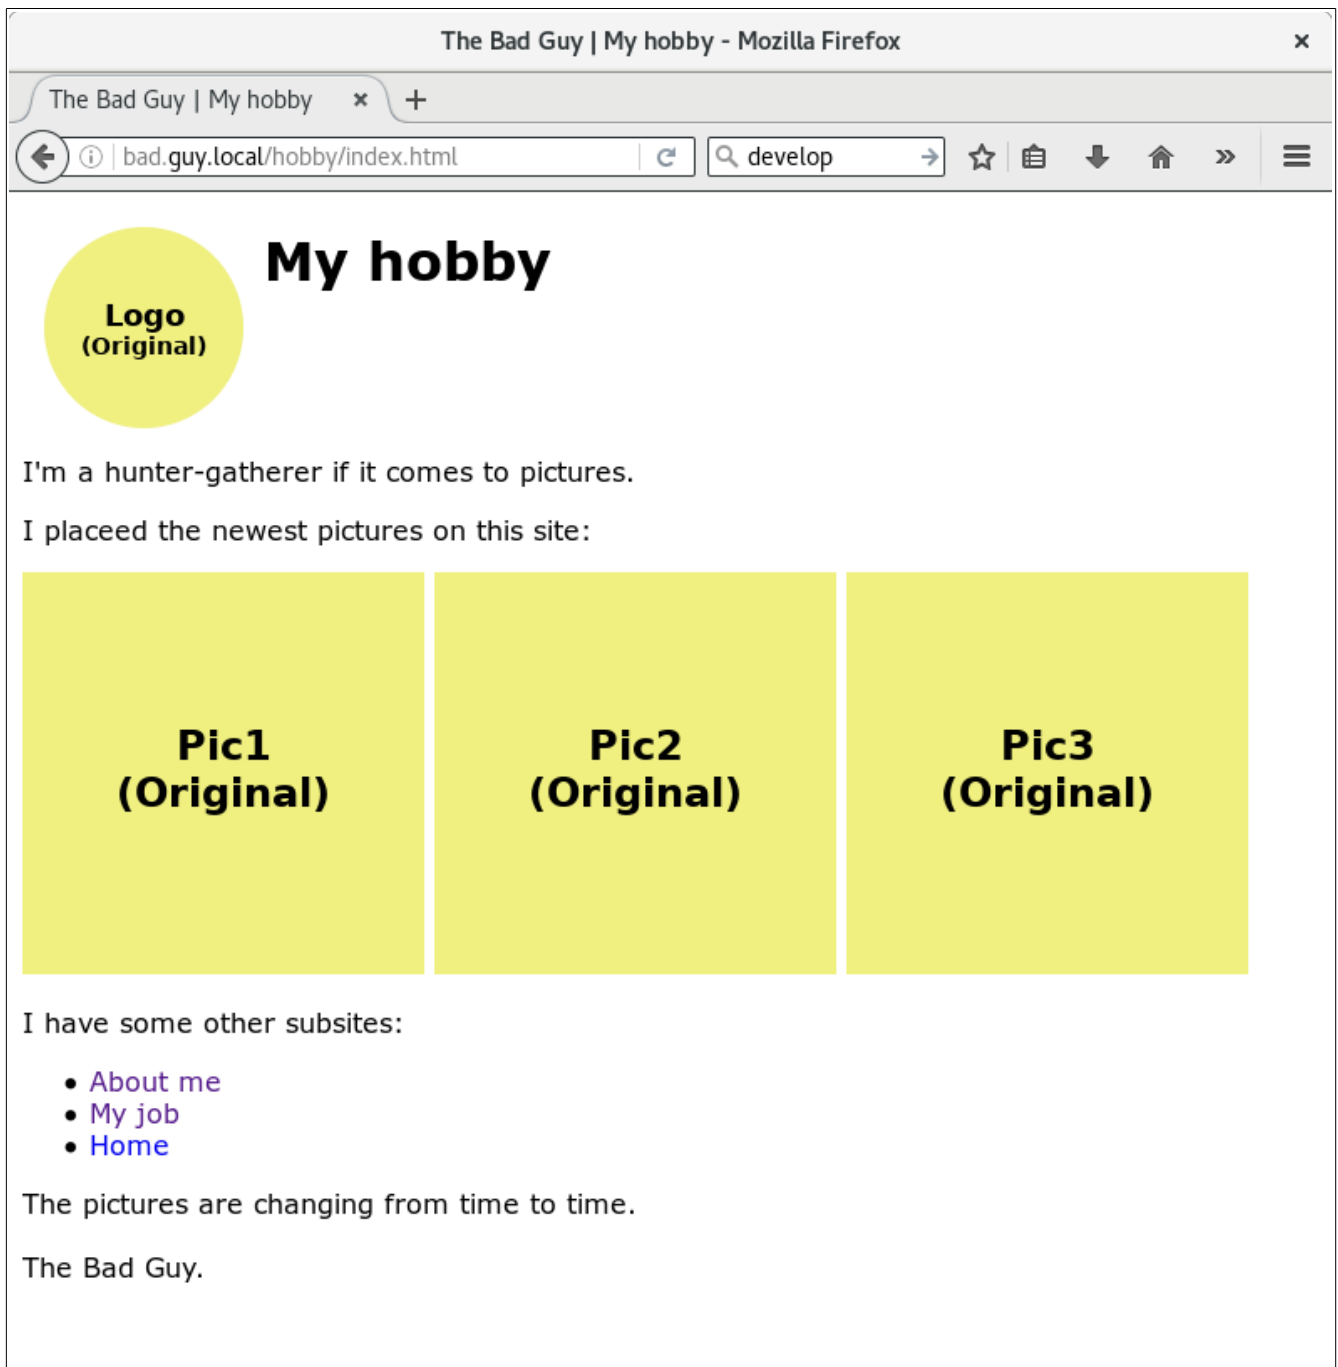 The Bad Guy | My hobby - Mozilla Firefox
The Bad Guy | My hobby
bad.guy.local/hobby/index.html
develop
My hobby
Logo
(Original)
I'm a hunter-gatherer if it comes to pictures.
I placeed the newest pictures on this site:
Pic1
(Original)
Pic2
(Original)
Pic3
(Original)
I have some other subsites:
• About me
• My job
• Home
The pictures are changing from time to time.
The Bad Guy.